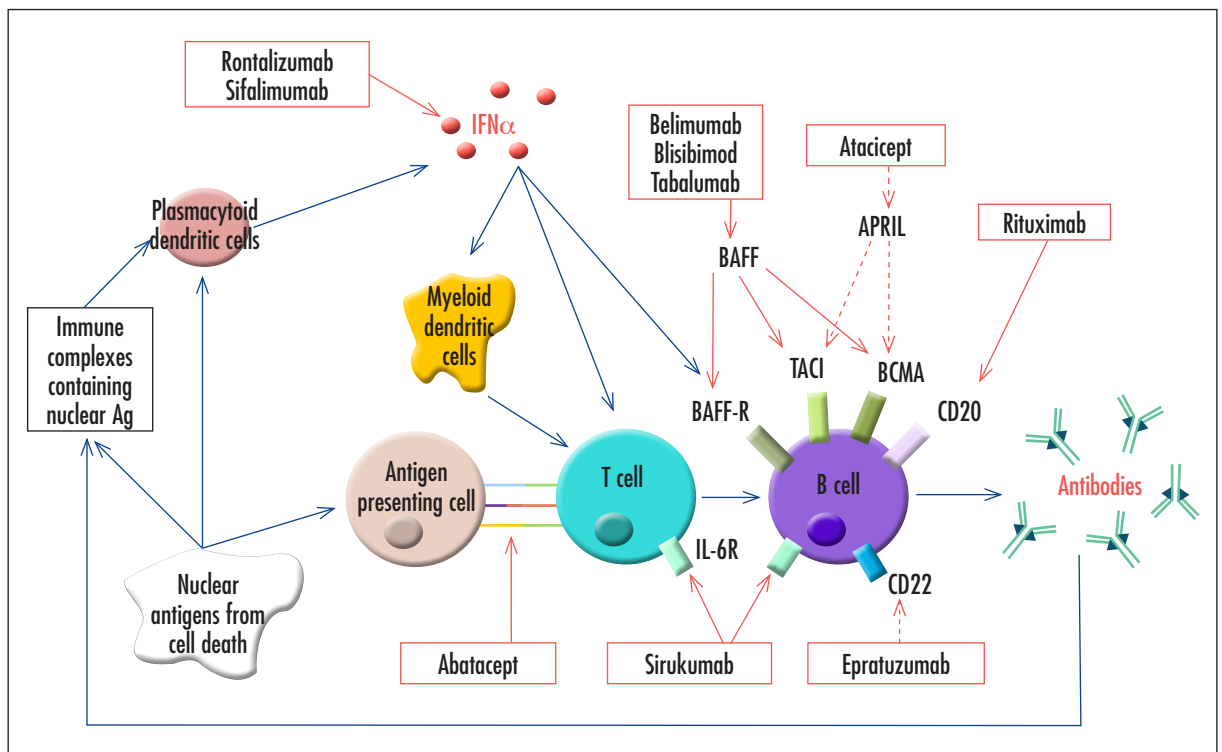 Rontalizumab
Sifalimumab
IFNα
Belimumab
Blisibimod
Tabalumab
Atacicept
Plasmacytoid
dendritic cells
APRIL
Rituximab
BAFF
Myeloid
dendritic
cells
Immune
complexes
containing
nuclear Ag
TACI
BCMA
BAFF-R
CD20
Antigen
presenting cell
T cell
B cell
Antibodies
IL-6R
CD22
Nuclear
antigens from
cell death
Abatacept
Sirukumab
Epratuzumab